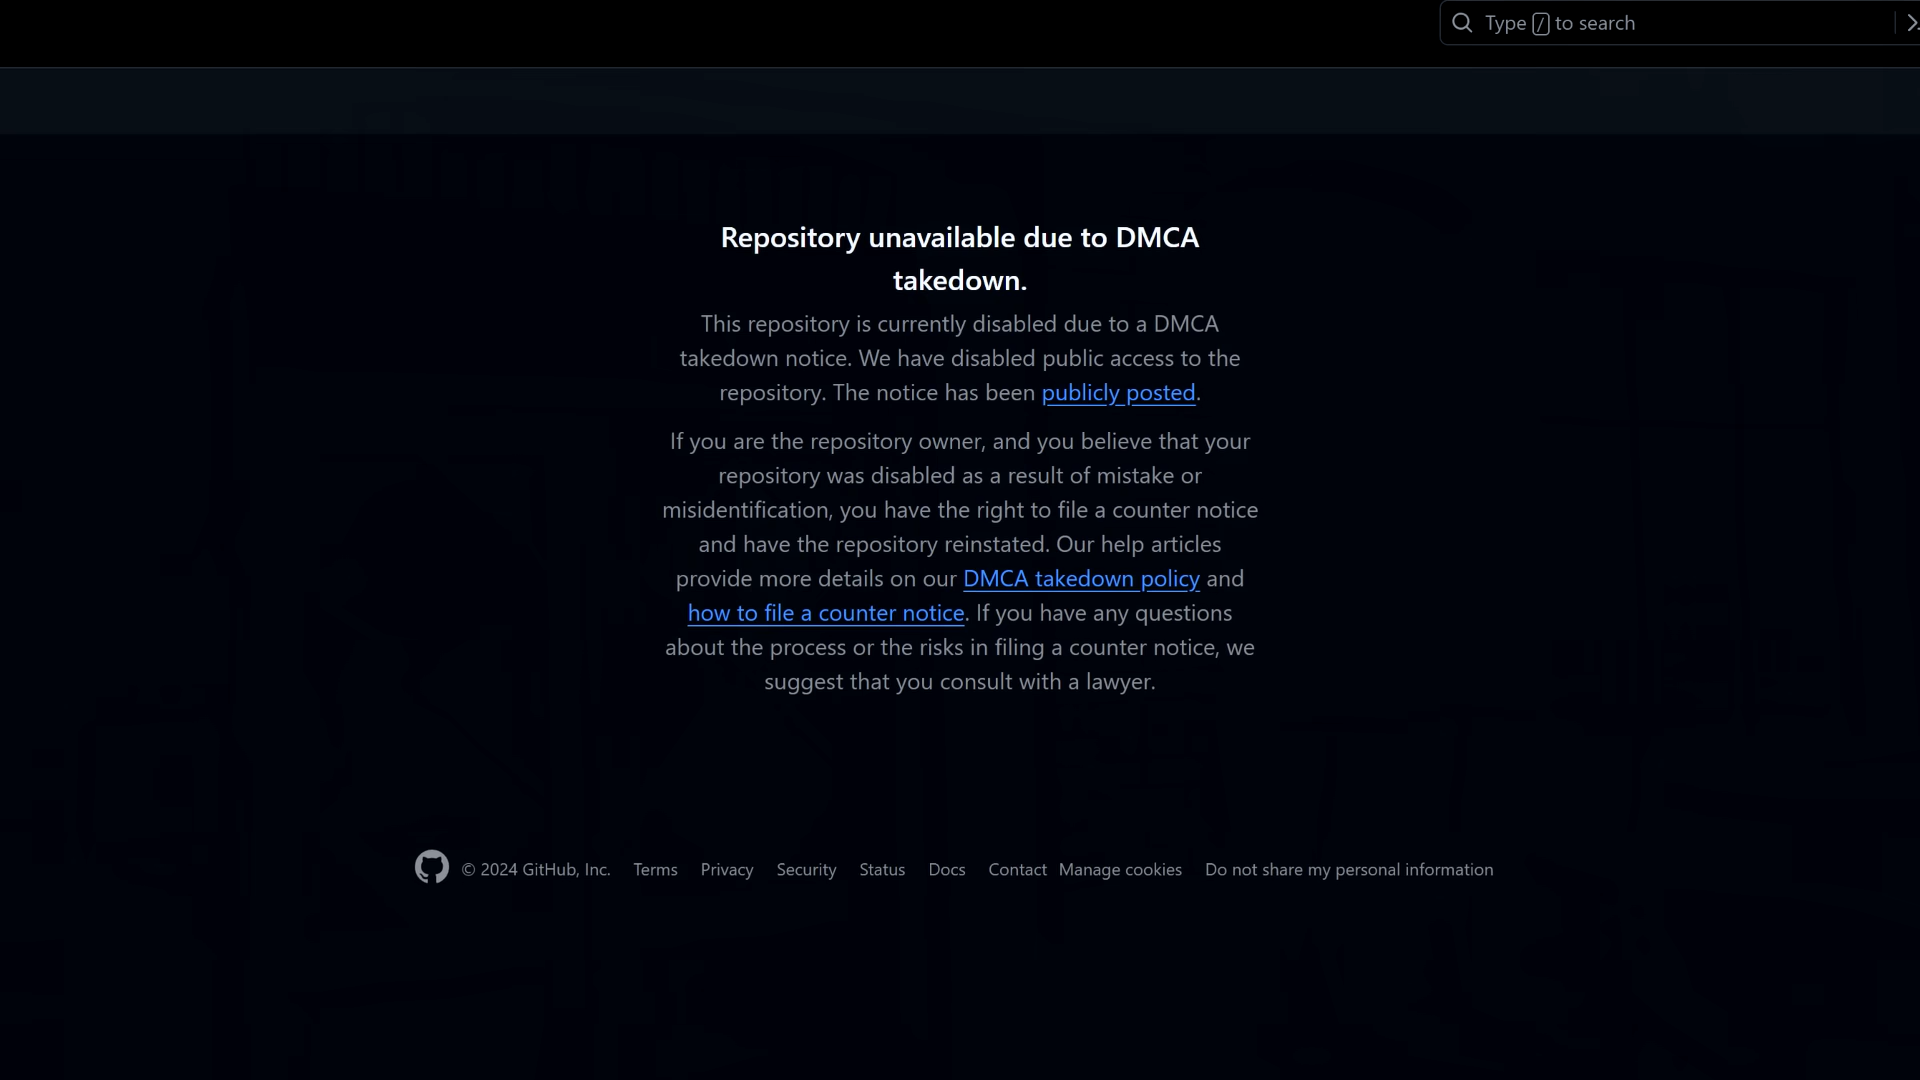 Type / to search
Repository unavailable due to DMCA
takedown.
This repository is currently disabled due to a DMCA
takedown notice. We have disabled public access to the
repository. The notice has been publicly posted.
If you are the repository owner, and you believe that your
repository was disabled as a result of mistake or
misidentification, you have the right to file a counter notice
and have the repository reinstated. Our help articles
provide more details on our DMCA takedown policy and
how to file a counter notice. If you have any questions
about the process or the risks in filing a counter notice, we
suggest that you consult with a lawyer.
© 2024 GitHub, Inc. Terms Privacy Security Status Docs Contact Manage cookies Do not share my personal information